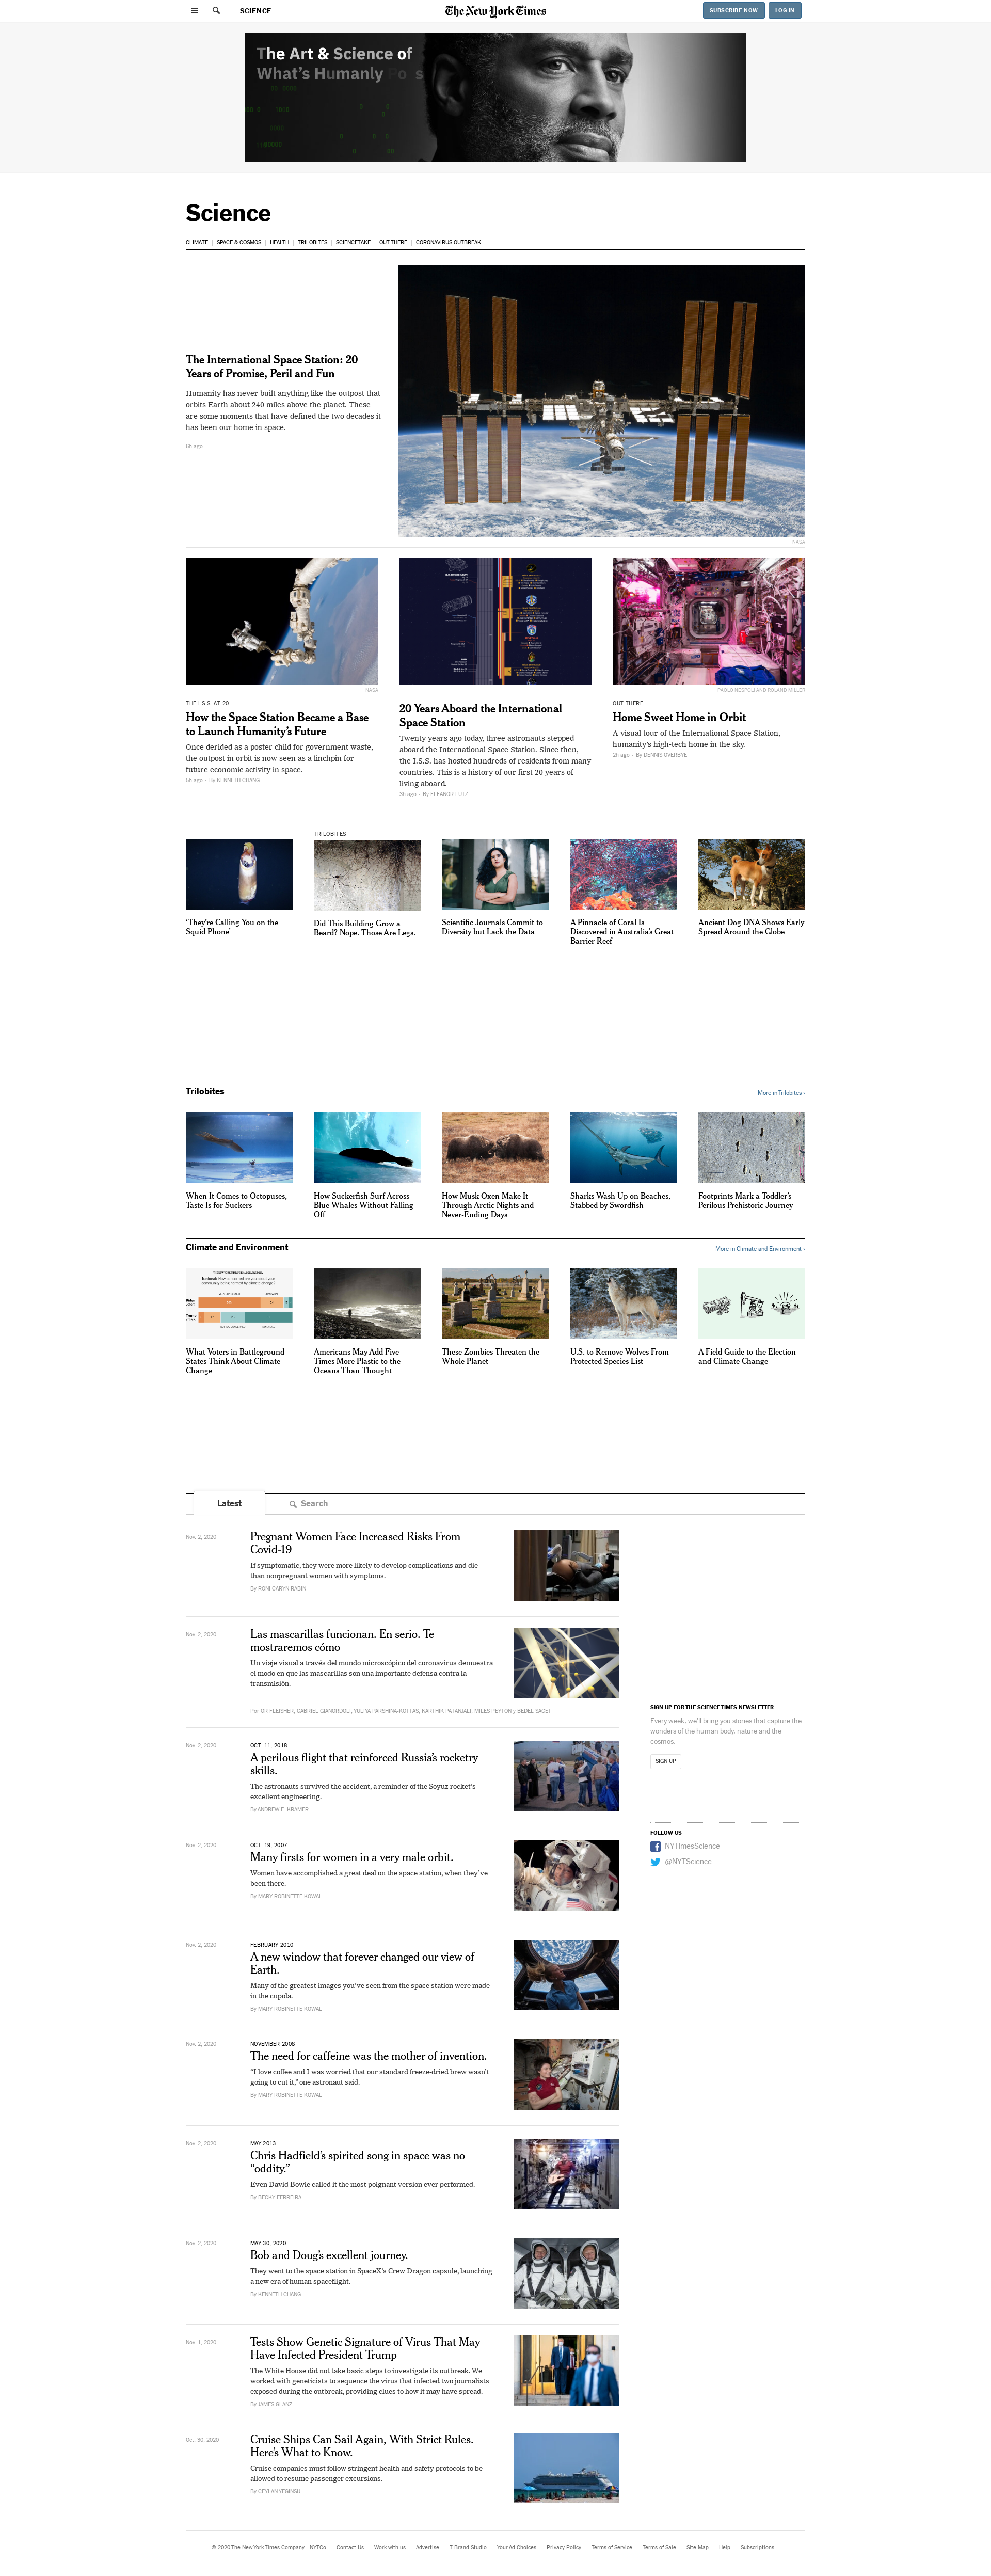 SCIENCE
The New York Times
SUBSCRIBE NOW
LOG IN
The Art & Science of
What's Humanly
Science
CLIMATE
SPACE & COSMOS
HEALTH
TRILOBITES
SCIENCETAKE
OUT THERE
CORONAVIRUS OUTBREAK
The International Space Station: 20
Years of Promise, Peril and Fun
Humanity has never built anything like the outpost that
orbits Earth about 240 miles above the planet. These
are some moments that have defined the two decades it
has been our home in space.
6h ago
NASA
NASA
THE I.S.S. AT 20
How the Space Station Became a Base
to Launch Humanity's Future
Once derided as a poster child for government waste,
the outpost in orbit is now seen as a linchpin for
future economic activity in space.
5h ago - By KENNETH CHANG
20 Years Aboard the International
Space Station
Twenty years ago today, three astronauts stepped
aboard the International Space Station. Since then,
the I.S.S. has hosted hundreds of residents from many
countries. This is a history of our first 20 years of
living aboard.
3h ago - By ELEANOR LUTZ
PAOLO NESPOLI AND ROLAND MILLER
OUT THERE
Home Sweet Home in Orbit
A visual tour of the International Space Station,
humanity's high-tech home in the sky.
2h ago - By DENNIS OVERBYE
'They're Calling You on the
Squid Phone'
TRILOBITES
Did This Building Grow a
Beard? Nope. Those Are Legs.
Scientific Journals Commit to
Diversity but Lack the Data
A Pinnacle of Coral Is
Discovered in Australia's Great
Barrier Reef
Ancient Dog DNA Shows Early
Spread Around the Globe
Trilobites
More in Trilobites ›
When It Comes to Octopuses,
Taste Is for Suckers
How Suckerfish Surf Across
Blue Whales Without Falling
Off
How Musk Oxen Make It
Through Arctic Nights and
Never-Ending Days
Sharks Wash Up on Beaches,
Stabbed by Swordfish
Footprints Mark a Toddler's
Perilous Prehistoric Journey
Climate and Environment
More in Climate and Environment ›
What Voters in Battleground
States Think About Climate
Change
Americans May Add Five
Times More Plastic to the
Oceans Than Thought
These Zombies Threaten the
Whole Planet
U.S. to Remove Wolves From
Protected Species List
A Field Guide to the Election
and Climate Change
Latest
Search
Nov. 2, 2020
Pregnant Women Face Increased Risks From
Covid-19
If symptomatic, they were more likely to develop complications and die
than nonpregnant women with symptoms.
By RONI CARYN RABIN
Nov. 2, 2020
Las mascarillas funcionan. En serio. Te
mostraremos cómo
Un viaje visual a través del mundo microscópico del coronavirus demuestra
el modo en que las mascarillas son una importante defensa contra la
transmisión.
Por OR FLEISHER, GABRIEL GIANORDOLI, YULIYA PARSHINA-KOTTAS, KARTHIK PATANJALI, MILES PEYTON y BEDEL SAGET
Nov. 2, 2020
OCT. 11, 2018
A perilous flight that reinforced Russia's rocketry
skills.
The astronauts survived the accident, a reminder of the Soyuz rocket's
excellent engineering.
By ANDREW E. KRAMER
Nov. 2, 2020
OCT. 19, 2007
Many firsts for women in a very male orbit.
Women have accomplished a great deal on the space station, when they've
been there.
By MARY ROBINETTE KOWAL
Nov. 2, 2020
FEBRUARY 2010
A new window that forever changed our view of
Earth.
Many of the greatest images you've seen from the space station were made
in the cupola.
By MARY ROBINETTE KOWAL
Nov. 2, 2020
NOVEMBER 2008
The need for caffeine was the mother of invention.
"I love coffee and I was worried that our standard freeze-dried brew wasn't
going to cut it," one astronaut said.
By MARY ROBINETTE KOWAL
Nov. 2, 2020
MAY 2013
Chris Hadfield's spirited song in space was no
"oddity."
Even David Bowie called it the most poignant version ever performed.
By BECKY FERREIRA
Nov. 2, 2020
MAY 30, 2020
Bob and Doug's excellent journey.
They went to the space station in SpaceX's Crew Dragon capsule, launching
a new era of human spaceflight.
By KENNETH CHANG
Nov. 1, 2020
Tests Show Genetic Signature of Virus That May
Have Infected President Trump
The White House did not take basic steps to investigate its outbreak. We
worked with geneticists to sequence the virus that infected two journalists
exposed during the outbreak, providing clues to how it may have spread.
By JAMES GLANZ
Oct. 30, 2020
Cruise Ships Can Sail Again, With Strict Rules.
Here's What to Know.
Cruise companies must follow stringent health and safety protocols to be
allowed to resume passenger excursions.
By CEYLAN YEGINSU
SIGN UP FOR THE SCIENCE TIMES NEWSLETTER
Every week, we'll bring you stories that capture the
wonders of the human body, nature and the
cosmos.
SIGN UP
FOLLOW US
NYTimesScience
@NYTScience
© 2020 The New York Times Company
NYTCo
Contact Us
Work with us
Advertise
T Brand Studio
Your Ad Choices
Privacy Policy
Terms of Service
Terms of Sale
Site Map
Help
Subscriptions